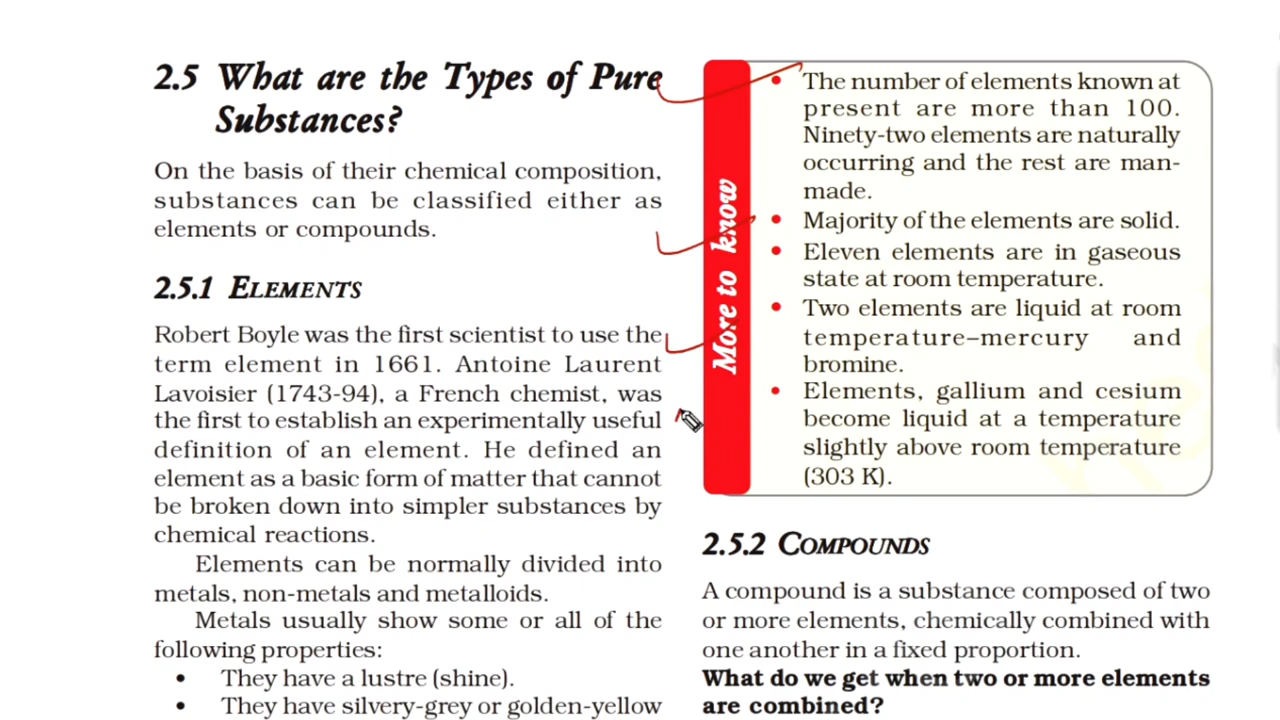 2.5 What are the Types of Pure
Substances?
On the basis of their chemical composition,
substances can be classified either as
elements or compounds.
2.5.1 ELEMENTS
Robert Boyle was the first scientist to use the
term element in 1661. Antoine Laurent
Lavoisier (1743-94), a French chemist, was
the first to establish an experimentally useful
definition of an element. He defined an
element as a basic form of matter that cannot
be broken down into simpler substances by
chemical reactions.
Elements can be normally divided into
metals, non-metals and metalloids.
Metals usually show some or all of the
following properties:
• They have a lustre (shine).
• They have silvery-grey or golden-yellow
More to know
• The number of elements known at
present are more than 100.
Ninety-two elements are naturally
occurring and the rest are man-
made.
• Majority of the elements are solid.
• Eleven elements are in gaseous
state at room temperature.
• Two elements are liquid at room
temperature–mercury and
bromine.
• Elements, gallium and cesium
become liquid at a temperature
slightly above room temperature
(303 K).
2.5.2 COMPOUNDS
A compound is a substance composed of two
or more elements, chemically combined with
one another in a fixed proportion.
What do we get when two or more elements
are combined?